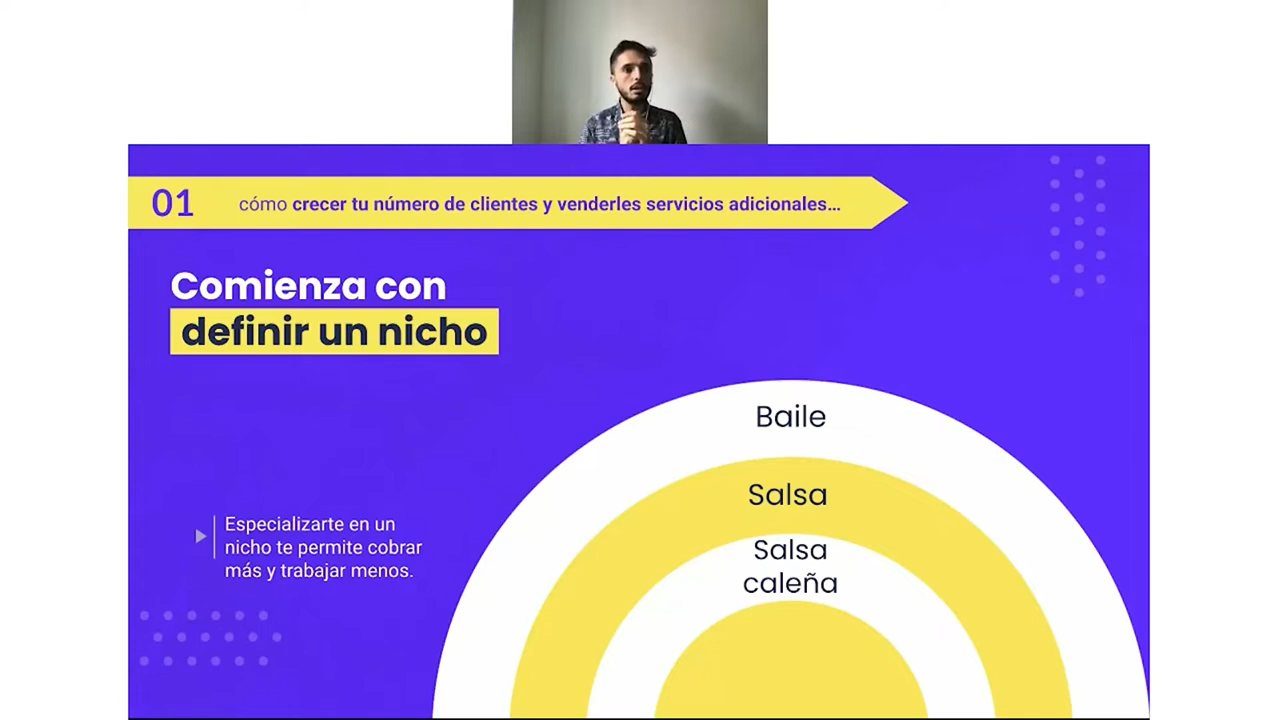 01
cómo crecer tu número de clientes y venderles servicios adicionales...
Comienza con
definir un nicho
Especializarte en un
nicho te permite cobrar
más y trabajar menos.
Baile
Salsa
Salsa
caleña